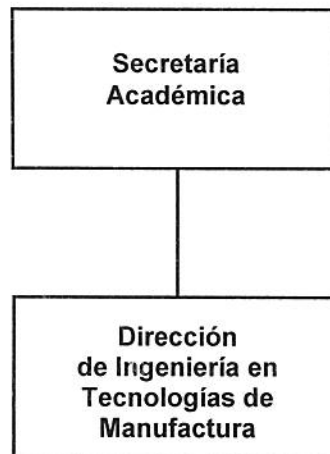 Secretaría
Académica
Dirección
de Ingeniería en
Tecnologías de
Manufactura